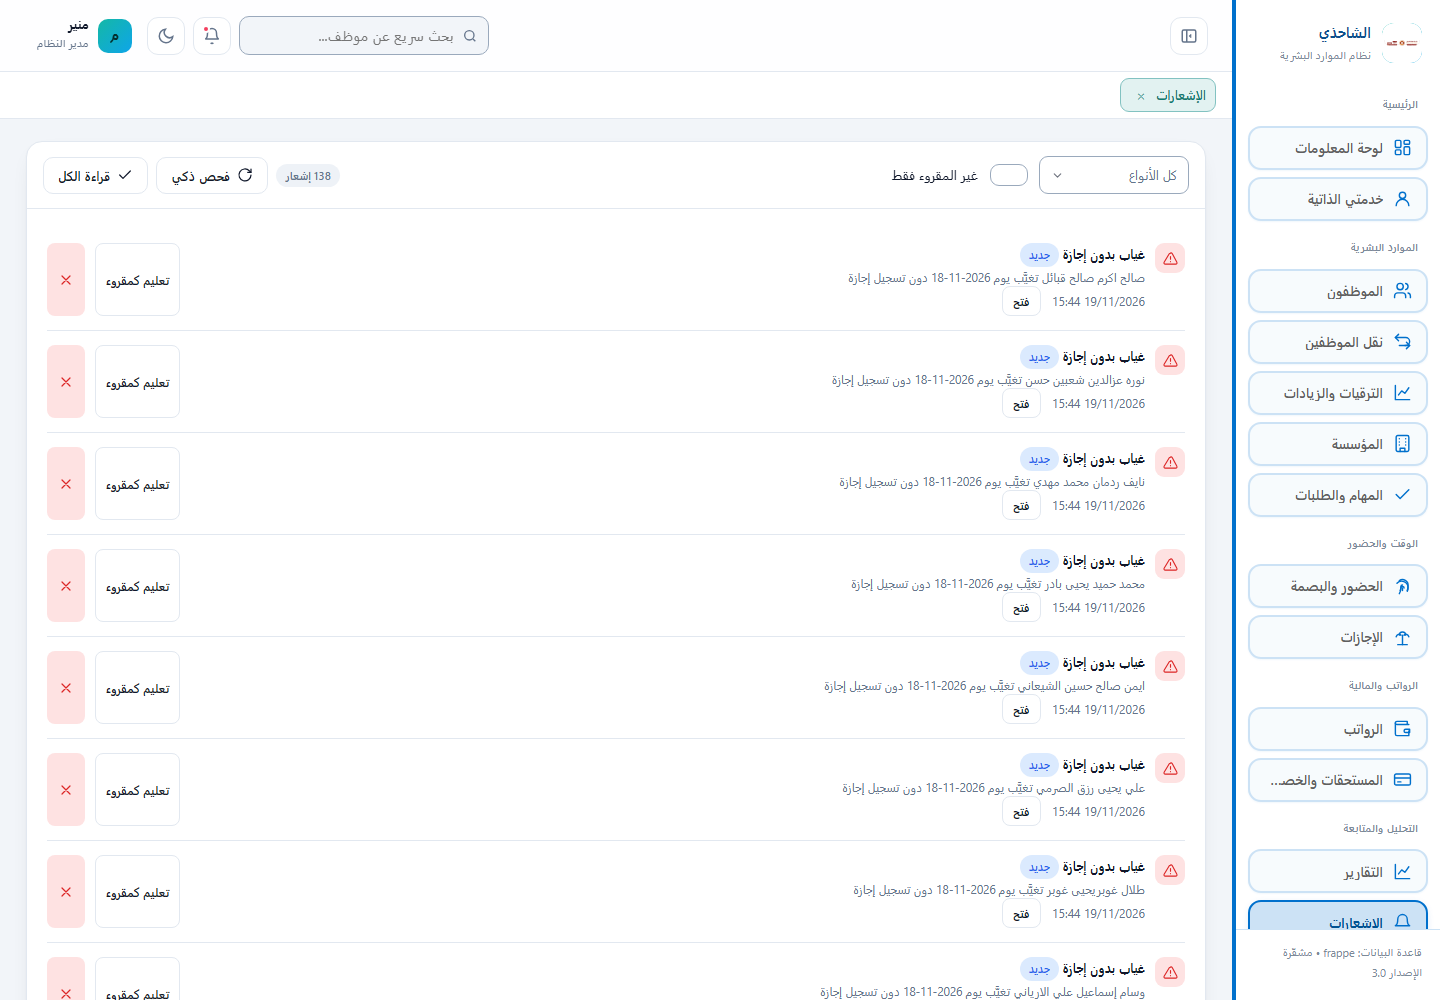 الشاحذي
نظام الموارد البشرية
الرئيسية
لوحة المعلومات
خدمتي الذاتية
الموارد البشرية
الموظفون
نقل الموظفين
الترقيات والزيادات
المؤسسة
المهام والطلبات
الوقت والحضور
الحضور والبصمة
الإجازات
الرواتب والمالية
الرواتب
المستحقات والخصـ...
التحليل والمتابعة
التقارير
الإشعارات
قاعدة البيانات: frappe • مشفّرة
الإصدار 3.0
بحث سريع عن موظف...
م
منير
مدير النظام
الإشعارات ×
كل الأنواع
غير المقروء فقط
138 إشعار
فحص ذكي
قراءة الكل
غياب بدون إجازة جديد
صالح اكرم صالح قبائل تغيَّب يوم 2026-11-18 دون تسجيل إجازة
19/11/2026 15:44 فتح
تعليم كمقروء
غياب بدون إجازة جديد
نوره عزالدين شعبين حسن تغيَّب يوم 2026-11-18 دون تسجيل إجازة
19/11/2026 15:44 فتح
تعليم كمقروء
غياب بدون إجازة جديد
نايف ردمان محمد مهدي تغيَّب يوم 2026-11-18 دون تسجيل إجازة
19/11/2026 15:44 فتح
تعليم كمقروء
غياب بدون إجازة جديد
محمد حميد يحيى بادر تغيَّب يوم 2026-11-18 دون تسجيل إجازة
19/11/2026 15:44 فتح
تعليم كمقروء
غياب بدون إجازة جديد
ايمن صالح حسين الشيعاني تغيَّب يوم 2026-11-18 دون تسجيل إجازة
19/11/2026 15:44 فتح
تعليم كمقروء
غياب بدون إجازة جديد
علي يحيى رزق الصرمي تغيَّب يوم 2026-11-18 دون تسجيل إجازة
19/11/2026 15:44 فتح
تعليم كمقروء
غياب بدون إجازة جديد
طلال غوبريحيى غوبر تغيَّب يوم 2026-11-18 دون تسجيل إجازة
19/11/2026 15:44 فتح
تعليم كمقروء
غياب بدون إجازة جديد
وسام إسماعيل علي الارياني تغيَّب يوم 2026-11-18 دون تسجيل إجازة
تعليم كمقروء